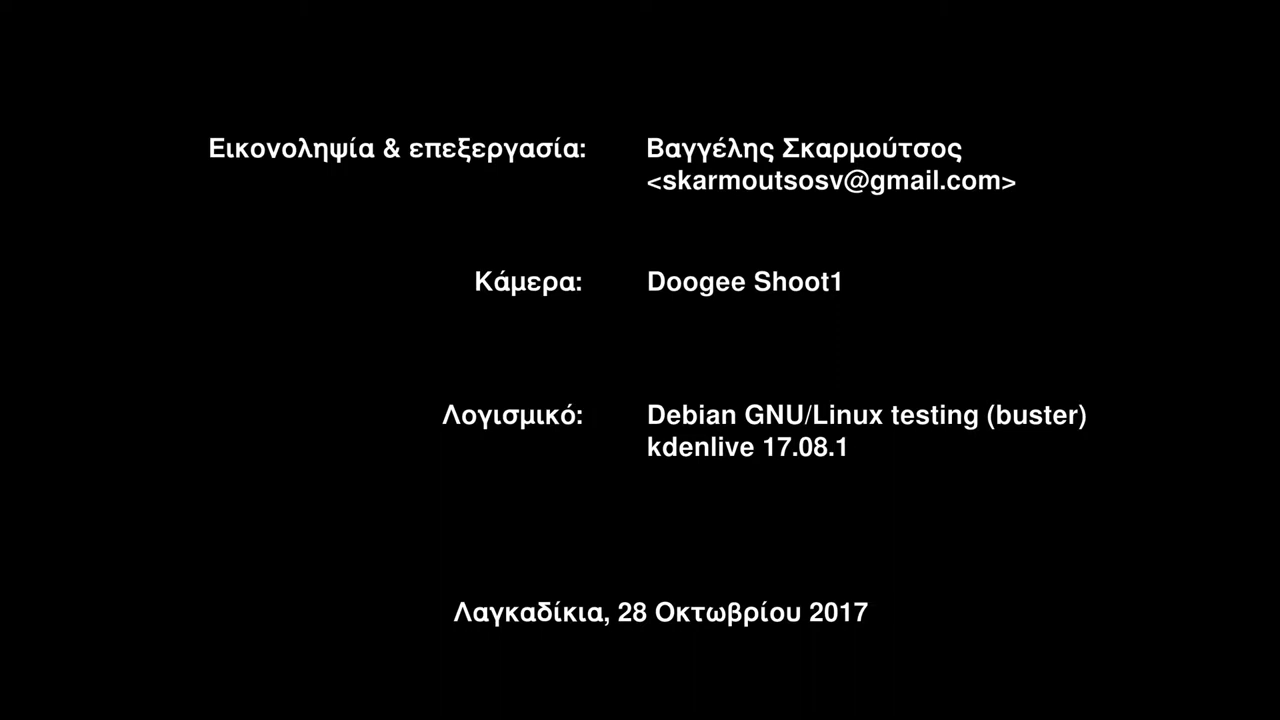 Εικονοληψία & επεξεργασία: Βαγγέλης Σκαρμούτσος
<skarmoutsosv@gmail.com>
Κάμερα: Doogee Shoot1
Λογισμικό: Debian GNU/Linux testing (buster)
kdenlive 17.08.1
Λαγκαδίκια, 28 Οκτωβρίου 2017